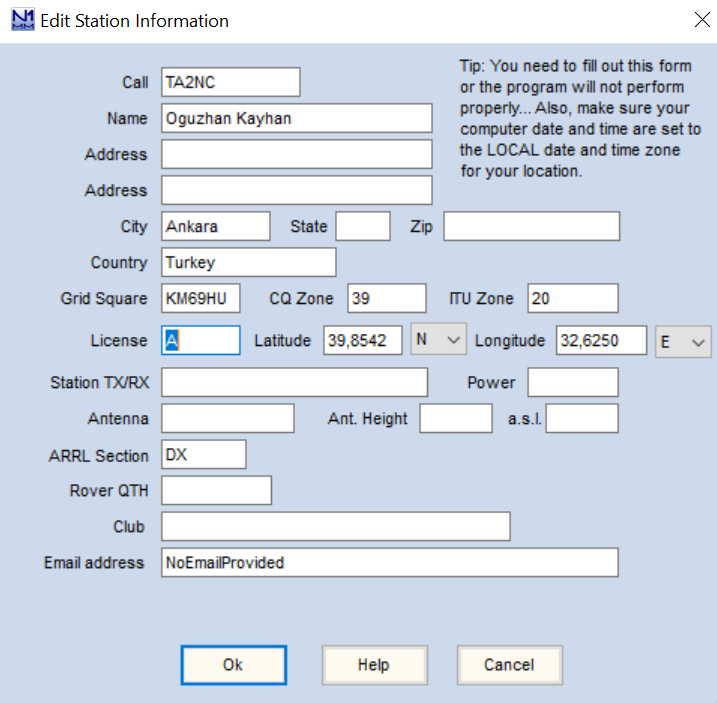 N1
MM
Edit Station Information
Call TA2NC
Name Oguzhan Kayhan
Address
Address
City Ankara State Zip
Country Turkey
Grid Square KM69HU CQ Zone 39 ITU Zone 20
License A Latitude 39,8542 N Longitude 32,6250 E
Station TX/RX Power
Antenna Ant. Height a.s.l.
ARRL Section DX
Rover QTH
Club
Email address NoEmailProvided
Tip: You need to fill out this form
or the program will not perform
properly... Also, make sure your
computer date and time are set to
the LOCAL date and time zone
for your location.
Ok Help Cancel